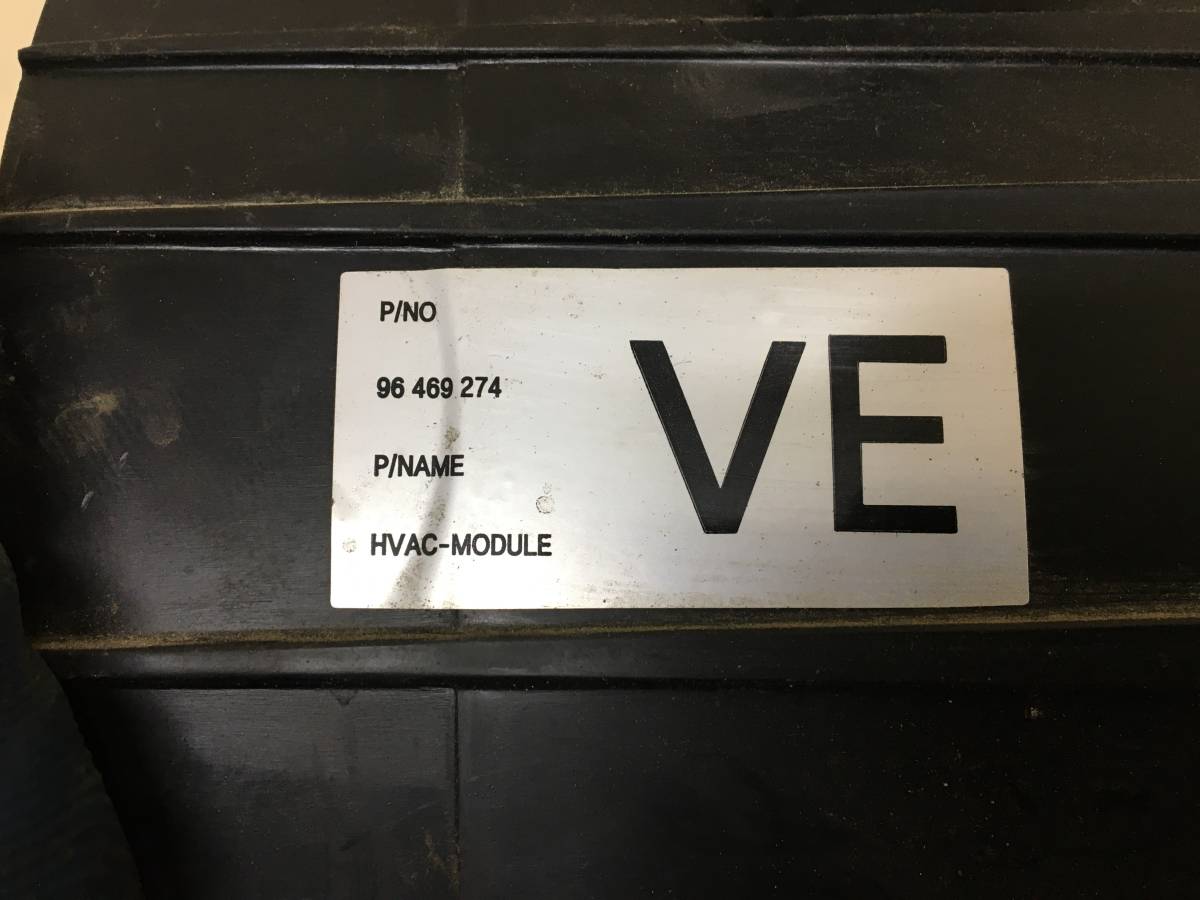 P/NO
96 469 274
P/NAME
HVAC-MODULE
VE